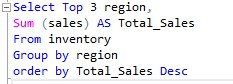 Select Top 3 region,
Sum (sales) AS Total_Sales
From inventory
Group by region
order by Total_Sales Desc